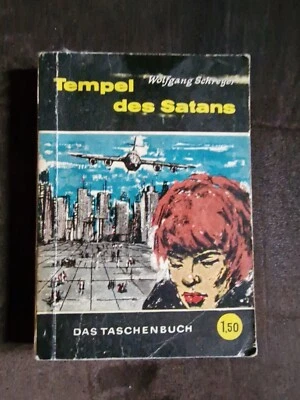 Wolfgang Schreyer
Tempel
des Satans
DAS TASCHENBUCH
1,50